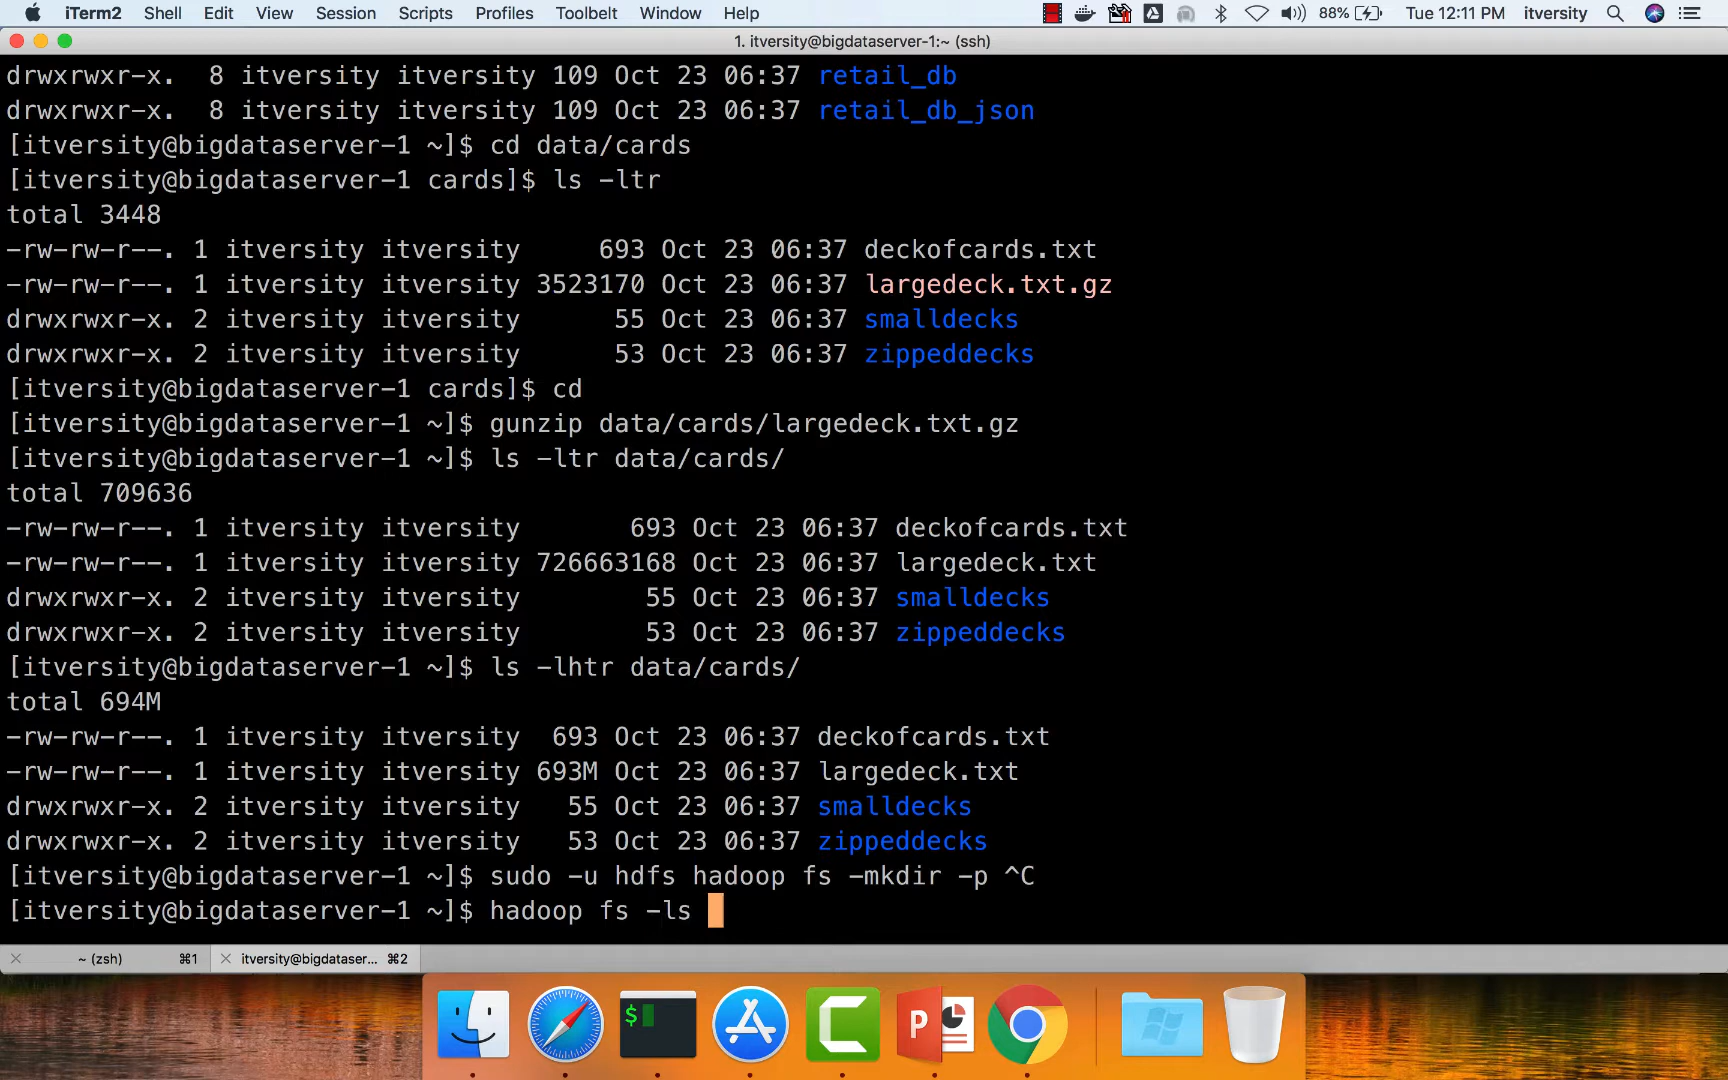 iTerm2 Shell Edit View Session Scripts Profiles Toolbelt Window Help 88% Tue 12:11 PM itversity
1. itversity@bigdataserver-1:~ (ssh)
drwxrwxr-x. 8 itversity itversity 109 Oct 23 06:37 retail_db
drwxrwxr-x. 8 itversity itversity 109 Oct 23 06:37 retail_db_json
[itversity@bigdataserver-1 ~]$ cd data/cards
[itversity@bigdataserver-1 cards]$ ls -ltr
total 3448
-rw-rw-r--. 1 itversity itversity 693 Oct 23 06:37 deckofcards.txt
-rw-rw-r--. 1 itversity itversity 3523170 Oct 23 06:37 largedeck.txt.gz
drwxrwxr-x. 2 itversity itversity 55 Oct 23 06:37 smalldecks
drwxrwxr-x. 2 itversity itversity 53 Oct 23 06:37 zippeddecks
[itversity@bigdataserver-1 cards]$ cd
[itversity@bigdataserver-1 ~]$ gunzip data/cards/largedeck.txt.gz
[itversity@bigdataserver-1 ~]$ ls -ltr data/cards/
total 709636
-rw-rw-r--. 1 itversity itversity 693 Oct 23 06:37 deckofcards.txt
-rw-rw-r--. 1 itversity itversity 726663168 Oct 23 06:37 largedeck.txt
drwxrwxr-x. 2 itversity itversity 55 Oct 23 06:37 smalldecks
drwxrwxr-x. 2 itversity itversity 53 Oct 23 06:37 zippeddecks
[itversity@bigdataserver-1 ~]$ ls -lhtr data/cards/
total 694M
-rw-rw-r--. 1 itversity itversity 693 Oct 23 06:37 deckofcards.txt
-rw-rw-r--. 1 itversity itversity 693M Oct 23 06:37 largedeck.txt
drwxrwxr-x. 2 itversity itversity 55 Oct 23 06:37 smalldecks
drwxrwxr-x. 2 itversity itversity 53 Oct 23 06:37 zippeddecks
[itversity@bigdataserver-1 ~]$ sudo -u hdfs hadoop fs -mkdir -p ^C
[itversity@bigdataserver-1 ~]$ hadoop fs -ls
~ (zsh) ⌘1 itversity@bigdataser... ⌘2
$ P